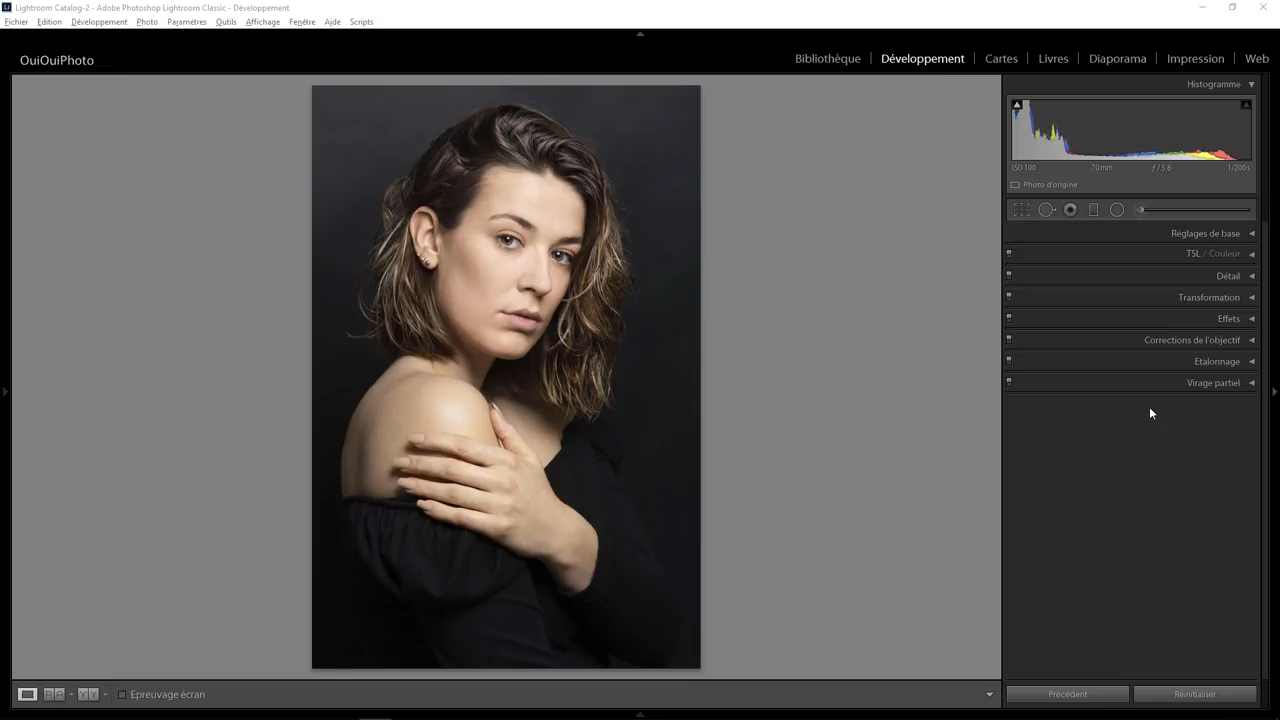 Lightroom Catalog-2 - Adobe Photoshop Lightroom Classic - Développement
Fichier Edition Développement Photo Paramètres Outils Affichage Fenêtre Aide Scripts
OuiOuiPhoto
Bibliothèque | Développement | Cartes | Livres | Diaporama | Impression | Web
Histogramme
ISO 100 70 mm ƒ / 5,6 1/200 s
Photo d'origine
Réglages de base
TSL / Couleur
Détail
Transformation
Effets
Corrections de l'objectif
Etalonnage
Virage partiel
Epreuvage écran
Précédent Réinitialiser